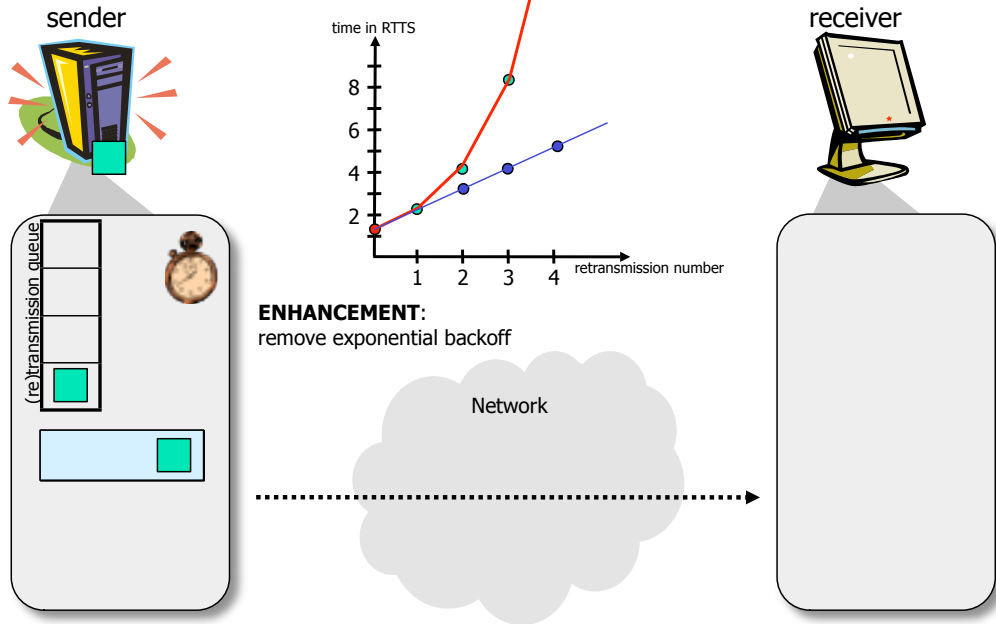 sender
receiver
time in RTTS
8
6
4
2
1 2 3 4
retransmission number
(re)transmission queue
ENHANCEMENT:
remove exponential backoff
Network